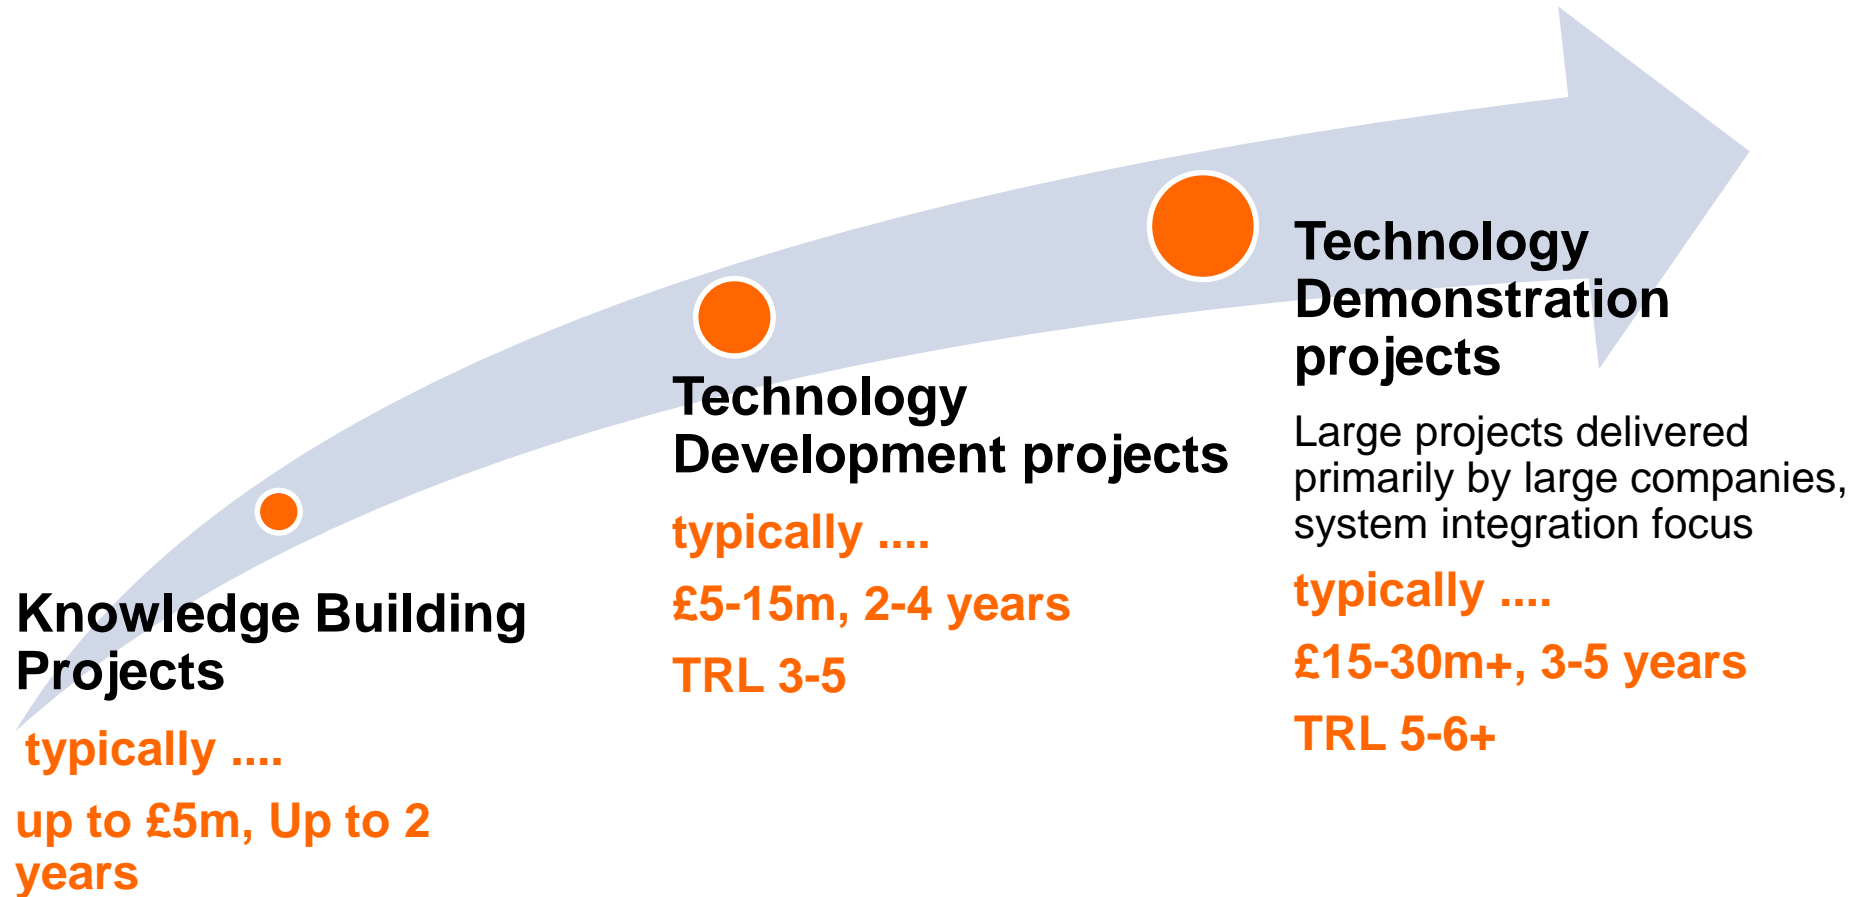 Knowledge Building
Projects
typically ....
up to £5m, Up to 2
years
Technology
Development projects
typically ....
£5-15m, 2-4 years
TRL 3-5
Technology
Demonstration
projects
Large projects delivered
primarily by large companies,
system integration focus
typically ....
£15-30m+, 3-5 years
TRL 5-6+